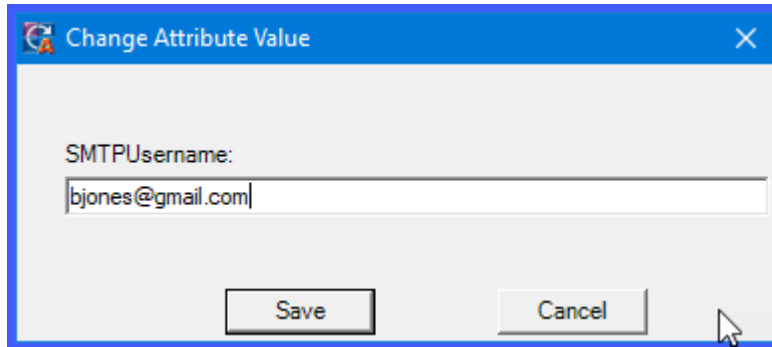 Change Attribute Value
SMTPUsername:
bjones@gmail.com
Save Cancel